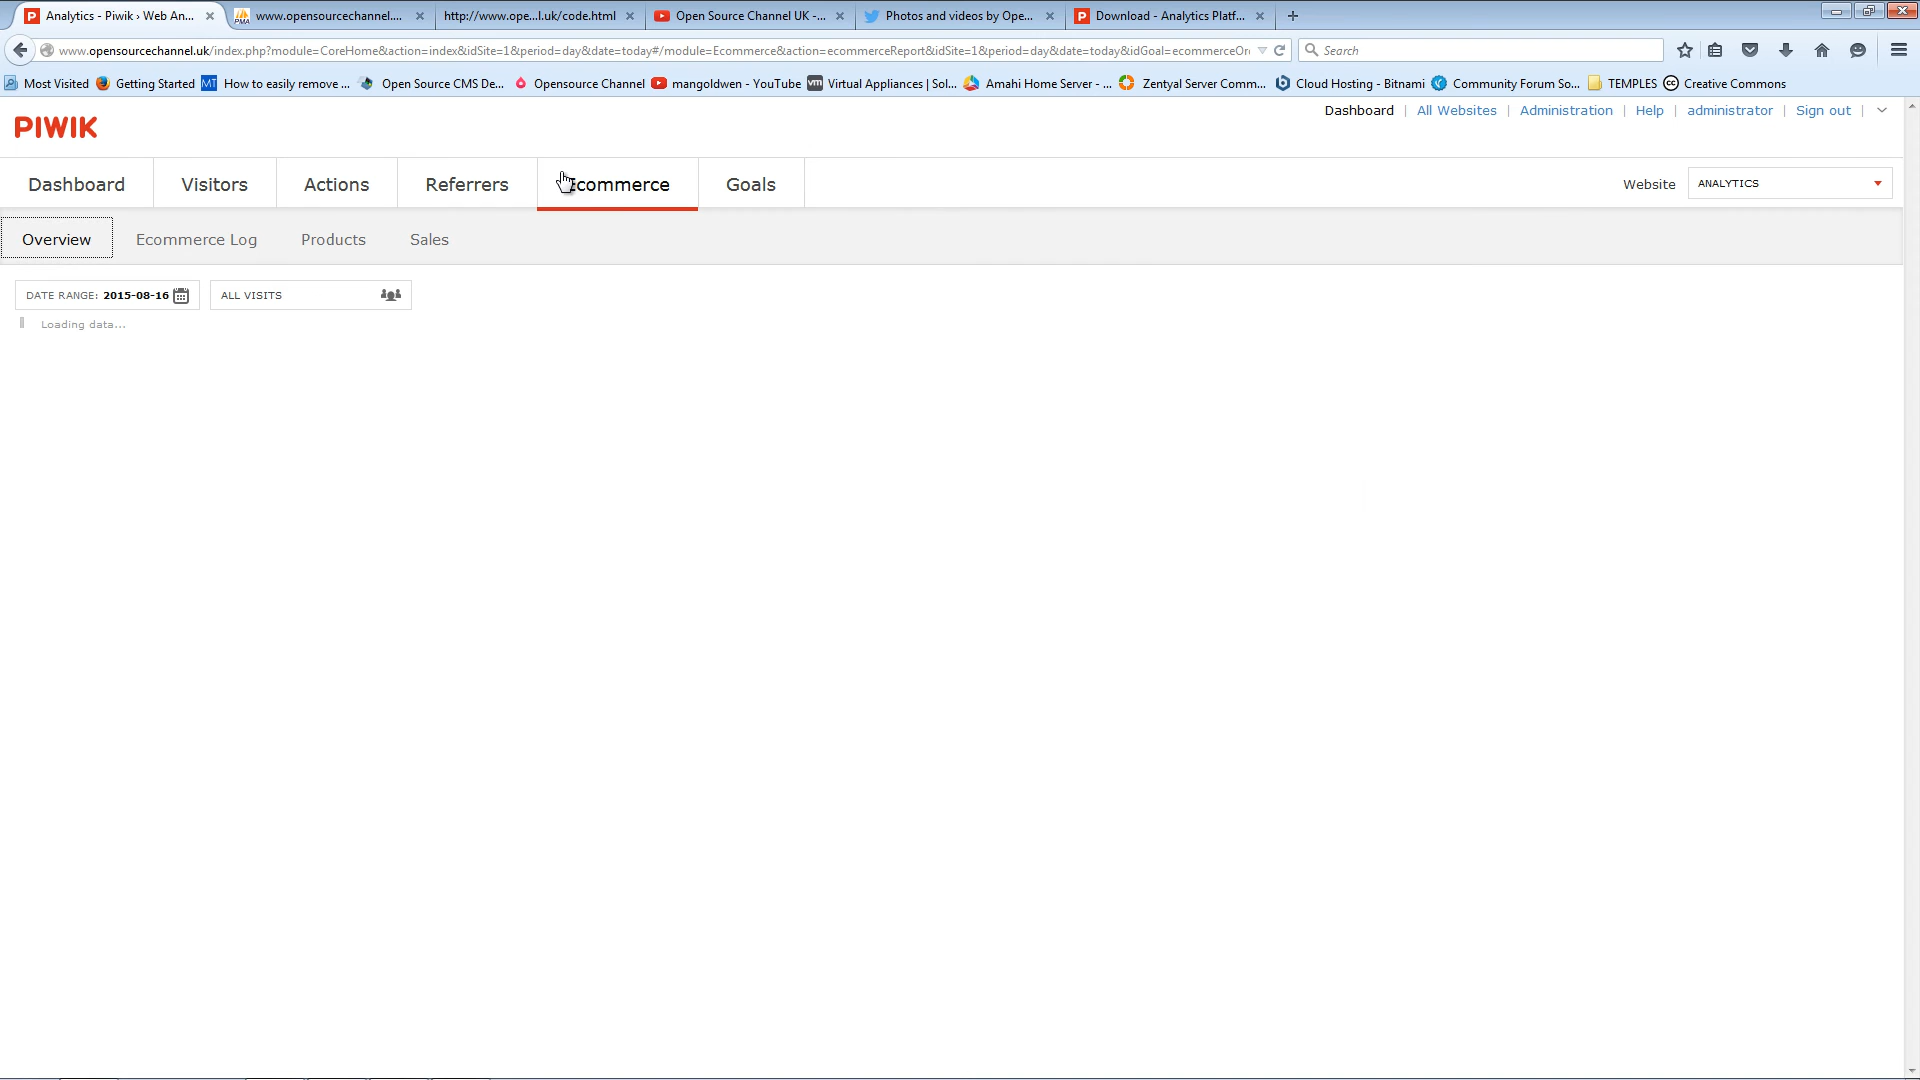 Analytics - Piwik › Web An...
www.opensourcechannel....
http://www.ope...l.uk/code.html
Open Source Channel UK -...
Photos and videos by Ope...
Download - Analytics Platf...
www.opensourcechannel.uk/index.php?module=CoreHome&action=index&idSite=1&period=day&date=today#/module=Ecommerce&action=ecommerceReport&idSite=1&period=day&date=today&idGoal=ecommerceOr
Search
Most Visited
Getting Started
How to easily remove ...
Open Source CMS De...
Opensource Channel
mangoldwen - YouTube
Virtual Appliances | Sol...
Amahi Home Server - ...
Zentyal Server Comm...
Cloud Hosting - Bitnami
Community Forum So...
TEMPLES
Creative Commons
Dashboard | All Websites | Administration | Help | administrator | Sign out |
PIWIK
Dashboard
Visitors
Actions
Referrers
Ecommerce
Goals
Website
ANALYTICS
Overview
Ecommerce Log
Products
Sales
DATE RANGE: 2015-08-16
ALL VISITS
Loading data...